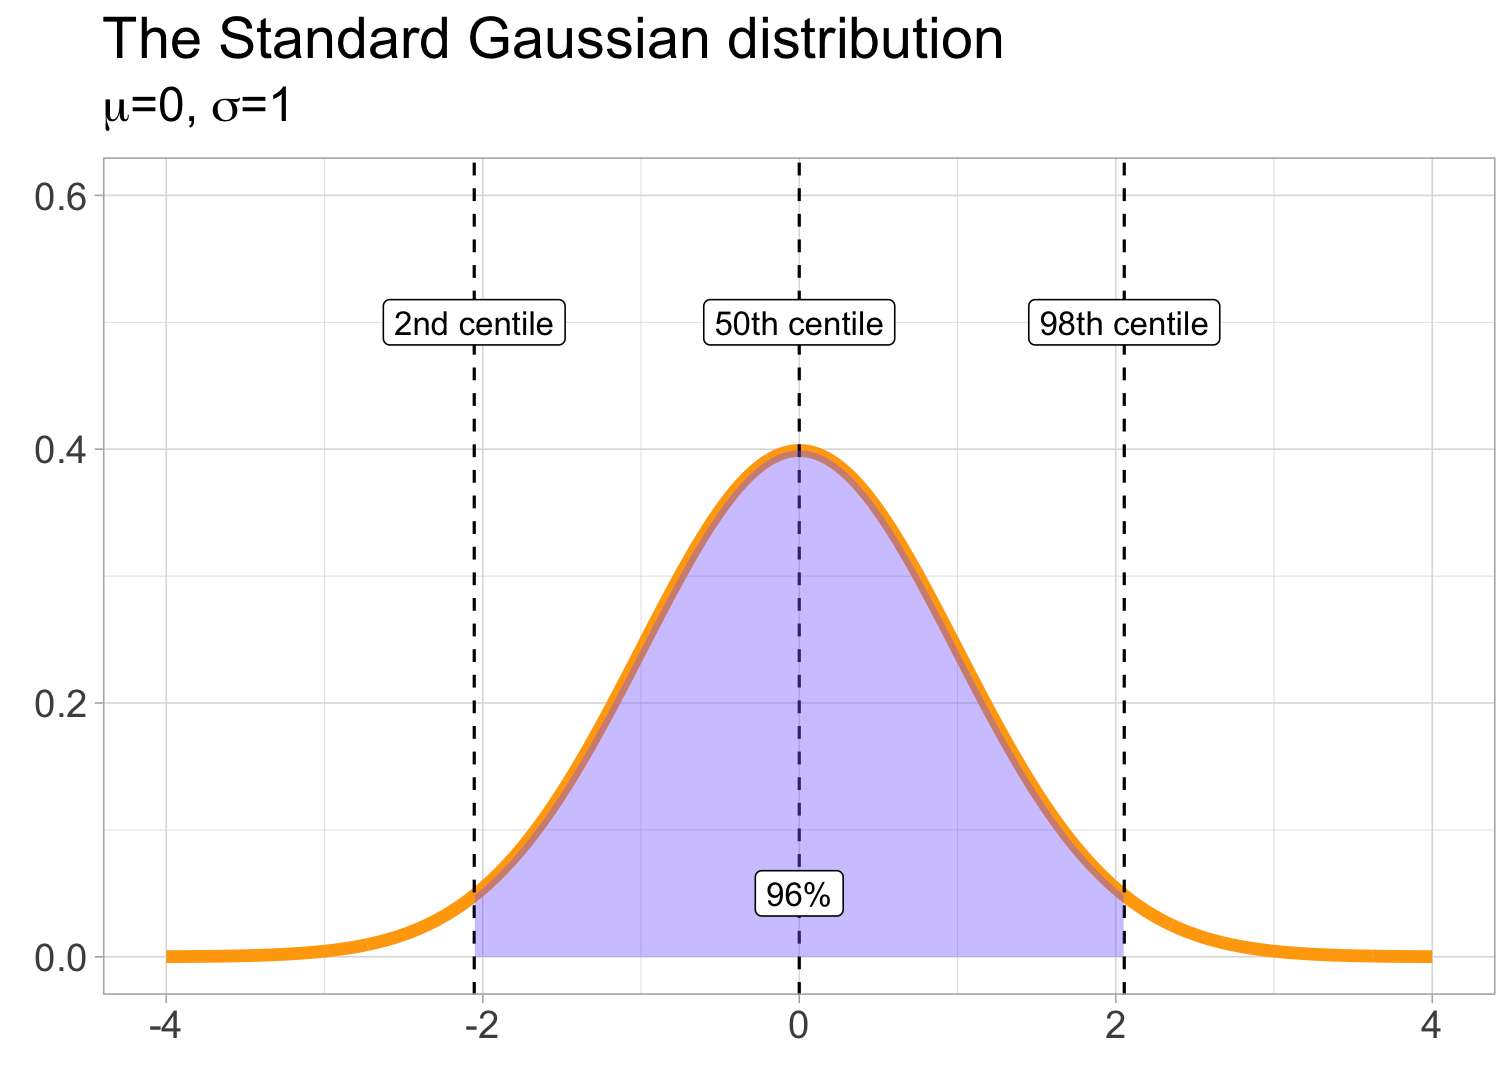 The Standard Gaussian distribution
μ=0, σ=1
0.6
2nd centile 50th centile 98th centile
0.4
0.2
96%
0.0
-4 -2 0 2 4